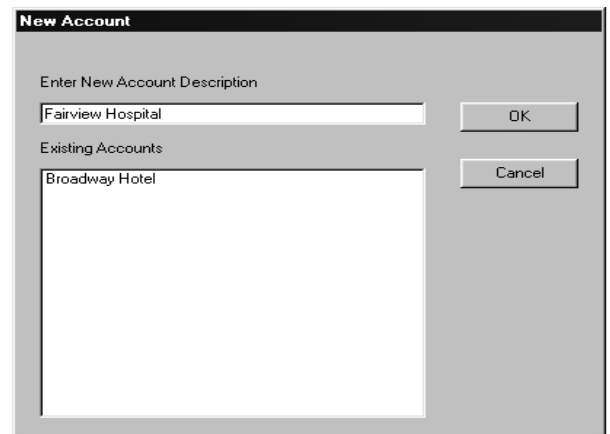 New Account
Enter New Account Description
Fairview Hospital
OK
Existing Accounts
Broadway Hotel
Cancel